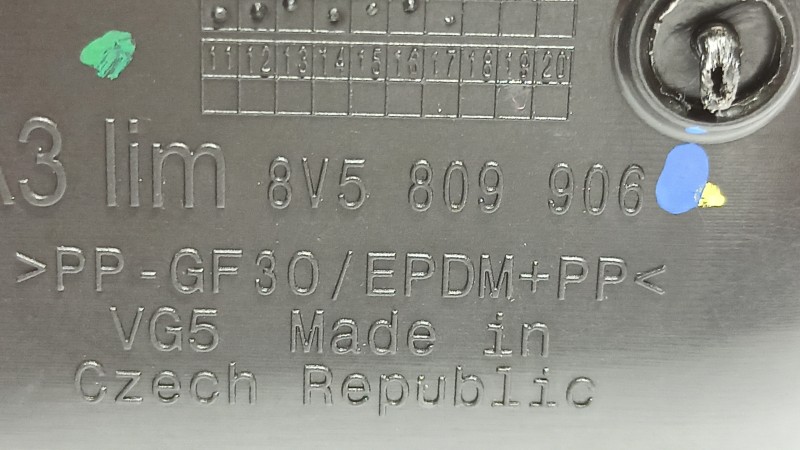 11 12 13 14 15 16 17 18 19 20
A3 lim 8V5 809 906
>PP-GF30/EPDM+PP<
VG5 Made in
Czech Republic